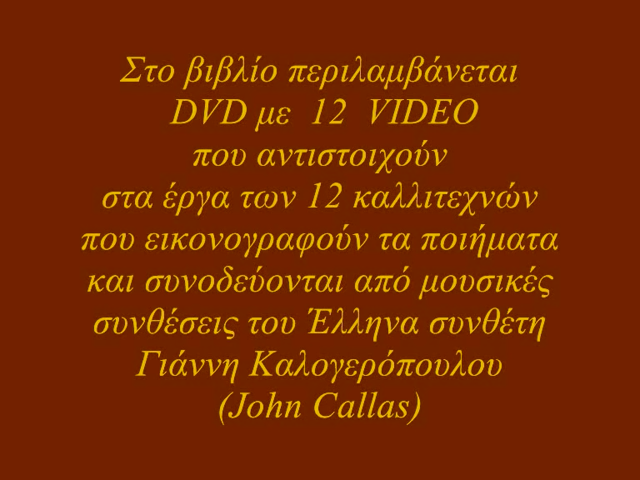 Στο βιβλίο περιλαμβάνεται
DVD με 12 VIDEO
που αντιστοιχούν
στα έργα των 12 καλλιτεχνών
που εικονογραφούν τα ποιήματα
και συνοδεύονται από μουσικές
συνθέσεις του Έλληνα συνθέτη
Γιάννη Καλογερόπουλου
(John Callas)